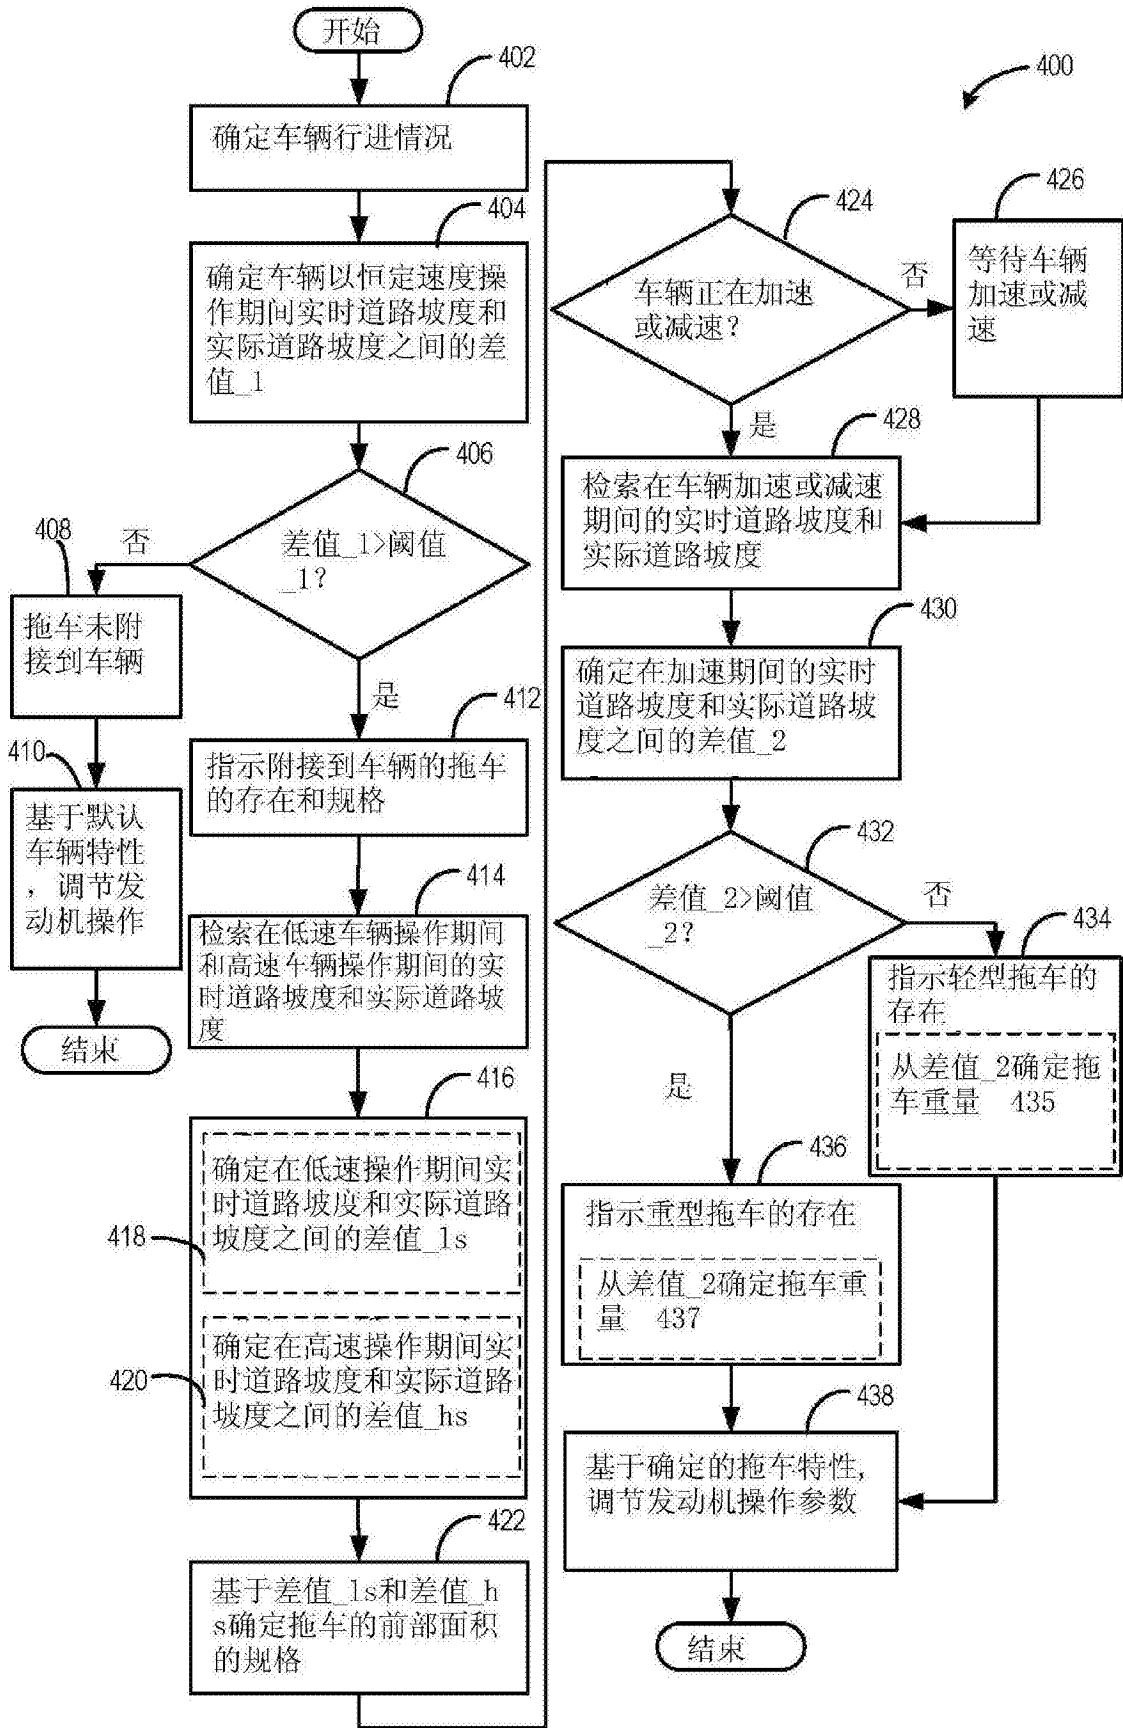 开始
402
确定车辆行进情况
404
确定车辆以恒定速度操
作期间实时道路坡度和
实际道路坡度之间的差
值_1
406
差值_1>阈值
_1?
否
是
408
拖车未附
接到车辆
410
基于默认
车辆特性
，调节发
动机操作
结束
412
指示附接到车辆的拖车
的存在和规格
414
检索在低速车辆操作期间
和高速车辆操作期间的实
时道路坡度和实际道路坡
度
416
确定在低速操作期间实
时道路坡度和实际道路
坡度之间的差值_ls
418
确定在高速操作期间实
时道路坡度和实际道路
坡度之间的差值_hs
420
422
基于差值_ls和差值_h
s确定拖车的前部面积
的规格
400
424
车辆正在加速
或减速?
否
是
426
等待车辆
加速或减
速
428
检索在车辆加速或减速
期间的实时道路坡度和
实际道路坡度
430
确定在加速期间的实时
道路坡度和实际道路坡
度之间的差值_2
432
差值_2>阈值
_2?
否
是
434
指示轻型拖车的
存在
从差值_2确定拖
车重量 435
436
指示重型拖车的存在
从差值_2确定拖车重
量 437
438
基于确定的拖车特性,
调节发动机操作参数
结束